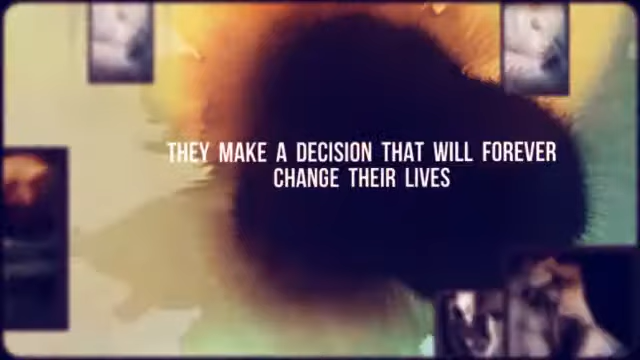 THEY MAKE A DECISION THAT WILL FOREVER
CHANGE THEIR LIVES